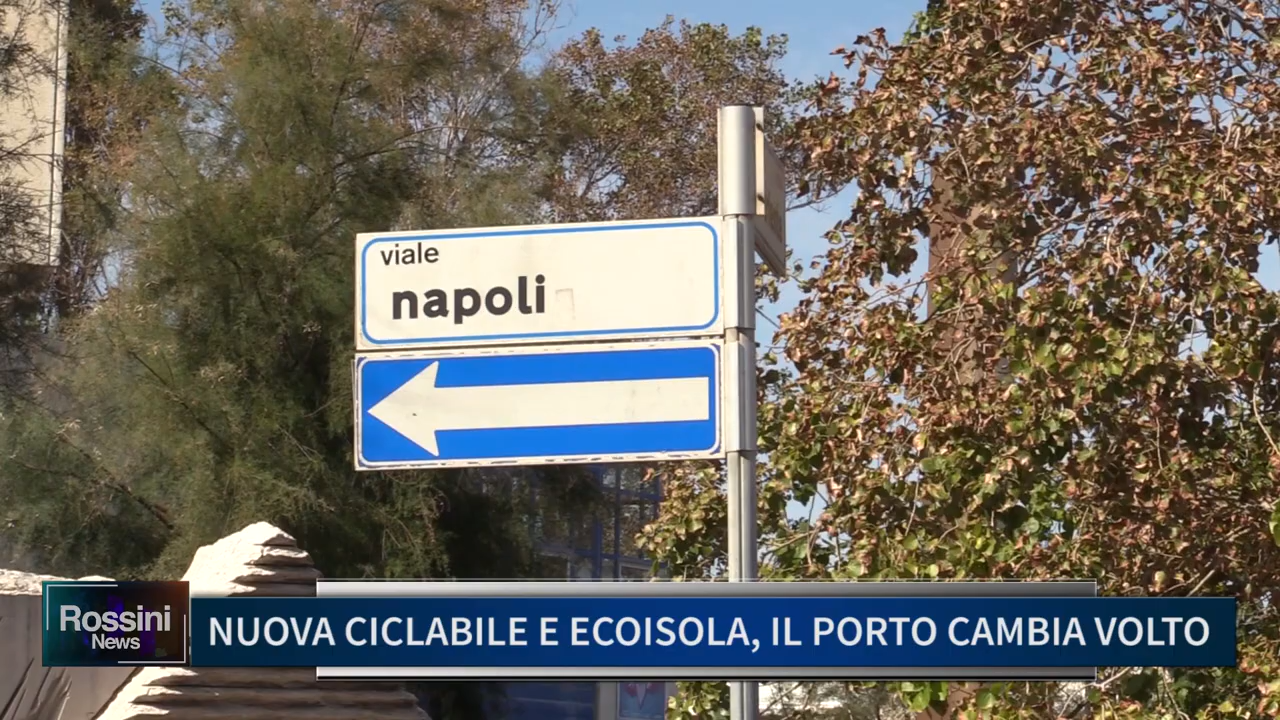 viale
napoli
Rossini
News
NUOVA CICLABILE E ECOISOLA, IL PORTO CAMBIA VOLTO